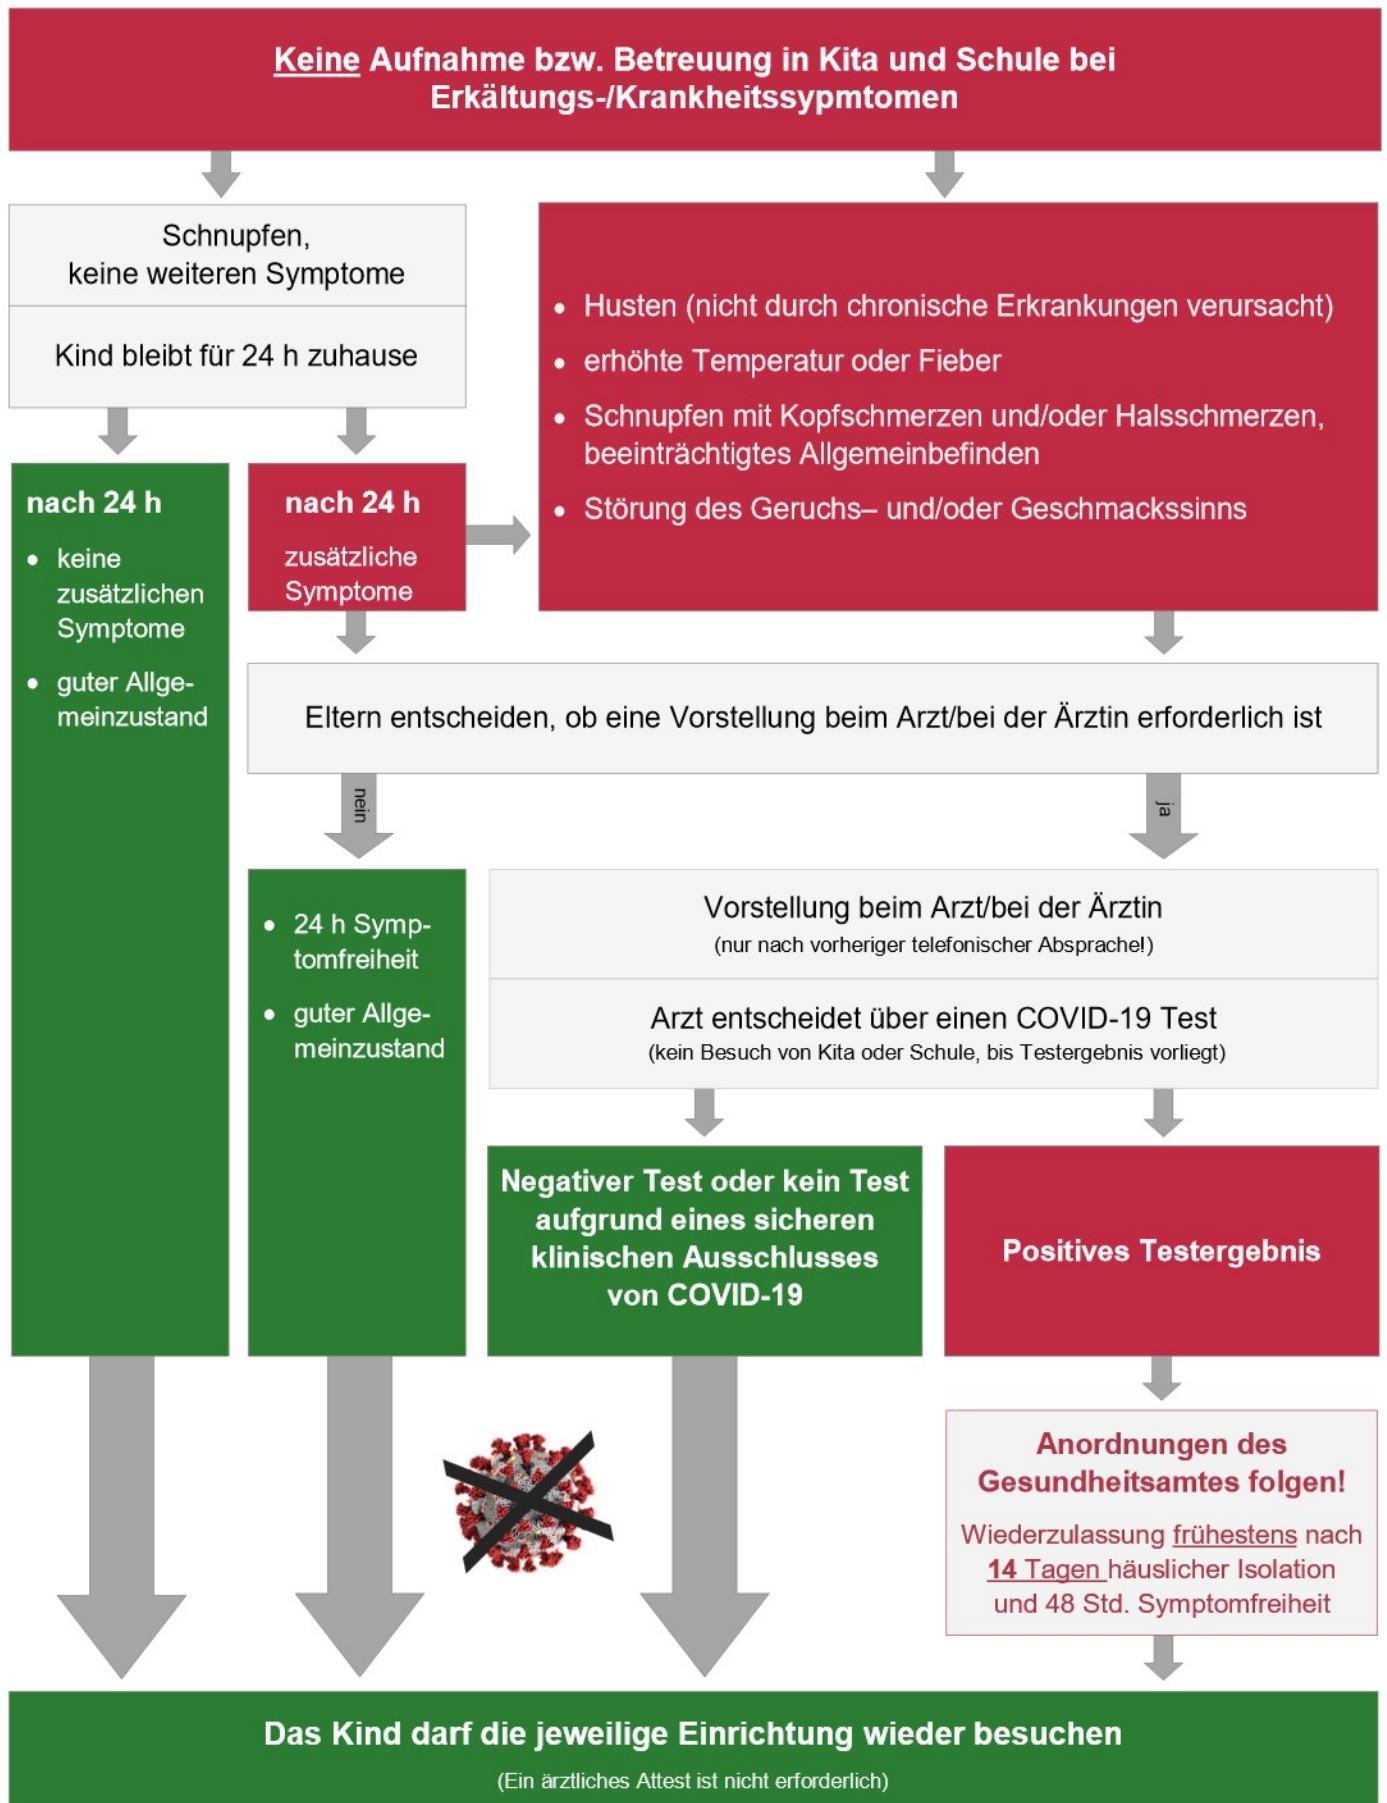 Keine Aufnahme bzw. Betreuung in Kita und Schule bei
Erkältungs-/Krankheitssypmtomen
Schnupfen,
keine weiteren Symptome
Kind bleibt für 24 h zuhause
• Husten (nicht durch chronische Erkrankungen verursacht)
• erhöhte Temperatur oder Fieber
• Schnupfen mit Kopfschmerzen und/oder Halsschmerzen,
beeinträchtigtes Allgemeinbefinden
• Störung des Geruchs– und/oder Geschmackssinns
nach 24 h
• keine
zusätzlichen
Symptome
• guter Allge-
meinzustand
nach 24 h
zusätzliche
Symptome
Eltern entscheiden, ob eine Vorstellung beim Arzt/bei der Ärztin erforderlich ist
nein
ja
• 24 h Symp-
tomfreiheit
• guter Allge-
meinzustand
Vorstellung beim Arzt/bei der Ärztin
(nur nach vorheriger telefonischer Absprache!)
Arzt entscheidet über einen COVID-19 Test
(kein Besuch von Kita oder Schule, bis Testergebnis vorliegt)
Negativer Test oder kein Test
aufgrund eines sicheren
klinischen Ausschlusses
von COVID-19
Positives Testergebnis
Anordnungen des
Gesundheitsamtes folgen!
Wiederzulassung frühestens nach
14 Tagen häuslicher Isolation
und 48 Std. Symptomfreiheit
Das Kind darf die jeweilige Einrichtung wieder besuchen
(Ein ärztliches Attest ist nicht erforderlich)